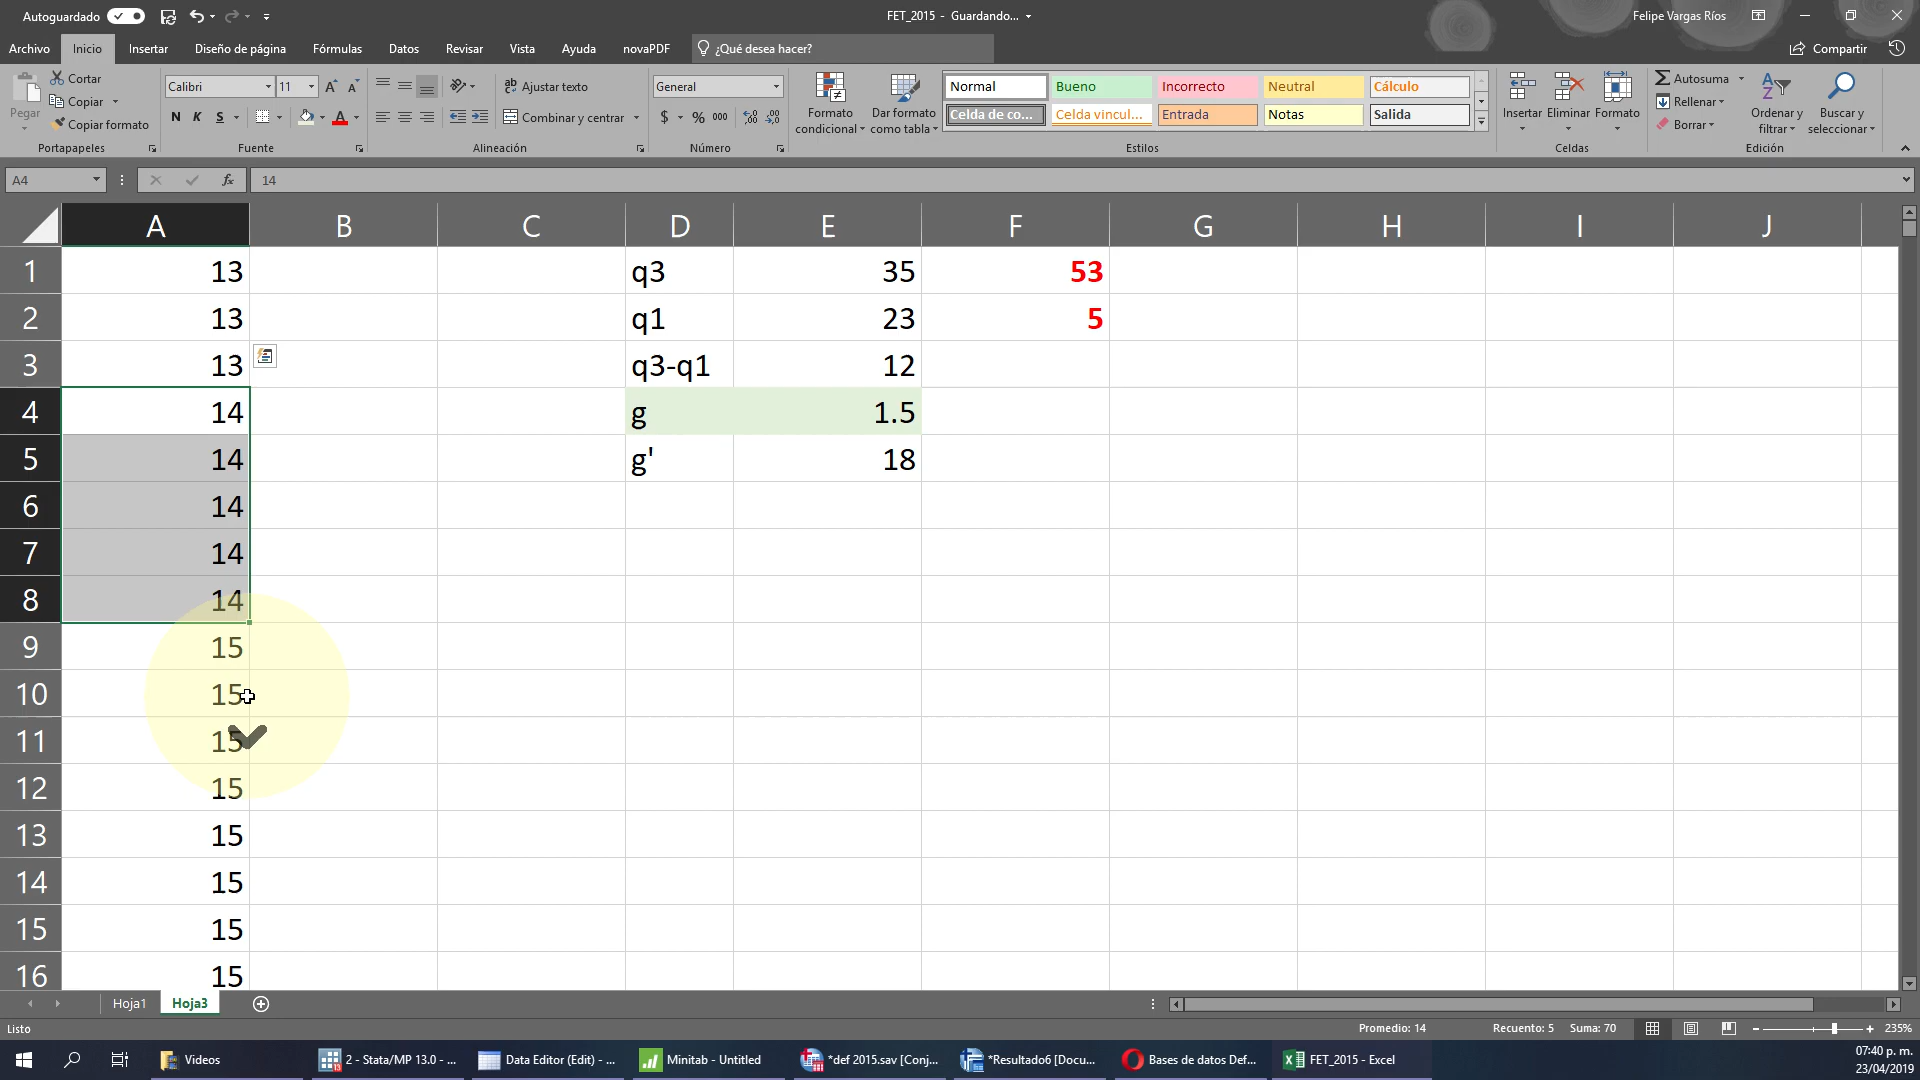 Autoguardado
FET_2015 - Guardando...
Felipe Vargas Ríos
Archivo Inicio Insertar Diseño de página Fórmulas Datos Revisar Vista Ayuda novaPDF ¿Qué desea hacer? Compartir
Pegar
Cortar
Copiar
Copiar formato
Portapapeles
Calibri 11
N K S
Fuente
Ajustar texto
Combinar y centrar
Alineación
General
$ % 000
Número
Formato condicional
Dar formato como tabla
Normal Bueno Incorrecto Neutral Cálculo
Celda de co... Celda vincul... Entrada Notas Salida
Estilos
Insertar Eliminar Formato
Celdas
Autosuma
Rellenar
Borrar
Ordenar y filtrar
Buscar y seleccionar
Edición
A4 fx 14
A B C D E F G H I J
1 13 q3 35 53
2 13 q1 23 5
3 13 q3-q1 12
4 14 g 1.5
5 14 g' 18
6 14
7 14
8 14
9 15
10 15
11 15
12 15
13 15
14 15
15 15
16 15
Hoja1 Hoja3
Listo Promedio: 14 Recuento: 5 Suma: 70 235%
Videos
2 - Stata/MP 13.0 - ...
Data Editor (Edit) - ...
Minitab - Untitled
*def 2015.sav [Conj...
*Resultado6 [Docu...
Bases de datos Def...
FET_2015 - Excel
07:40 p. m.
23/04/2019